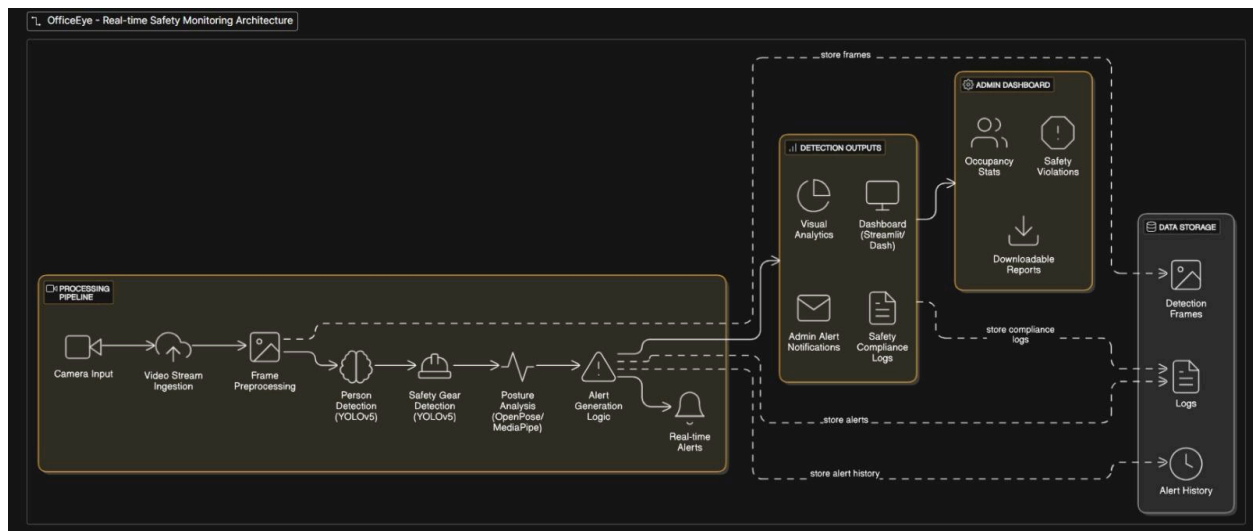 OfficeEye - Real-time Safety Monitoring Architecture
store frames
ADMIN DASHBOARD
Occupancy
Stats
Safety
Violations
Downloadable
Reports
DETECTION OUTPUTS
Visual
Analytics
Dashboard
(Streamlit/
Dash)
Admin Alert
Notifications
Safety
Compliance
Logs
DATA STORAGE
Detection
Frames
Logs
Alert History
store compliance
logs
store alerts
store alert history
PROCESSING
PIPELINE
Camera Input
Video Stream
Ingestion
Frame
Preprocessing
Person
Detection
(YOLOv5)
Safety Gear
Detection
(YOLOv5)
Posture
Analysis
(OpenPose/
MediaPipe)
Alert
Generation
Logic
Real-time
Alerts